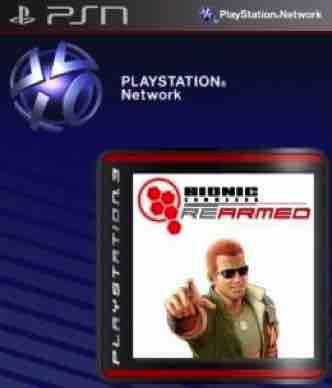 PSN
PlayStation®Network
PLAYSTATION®
Network
PLAYSTATION 3
BIONIC
COMMANDO
REARMED